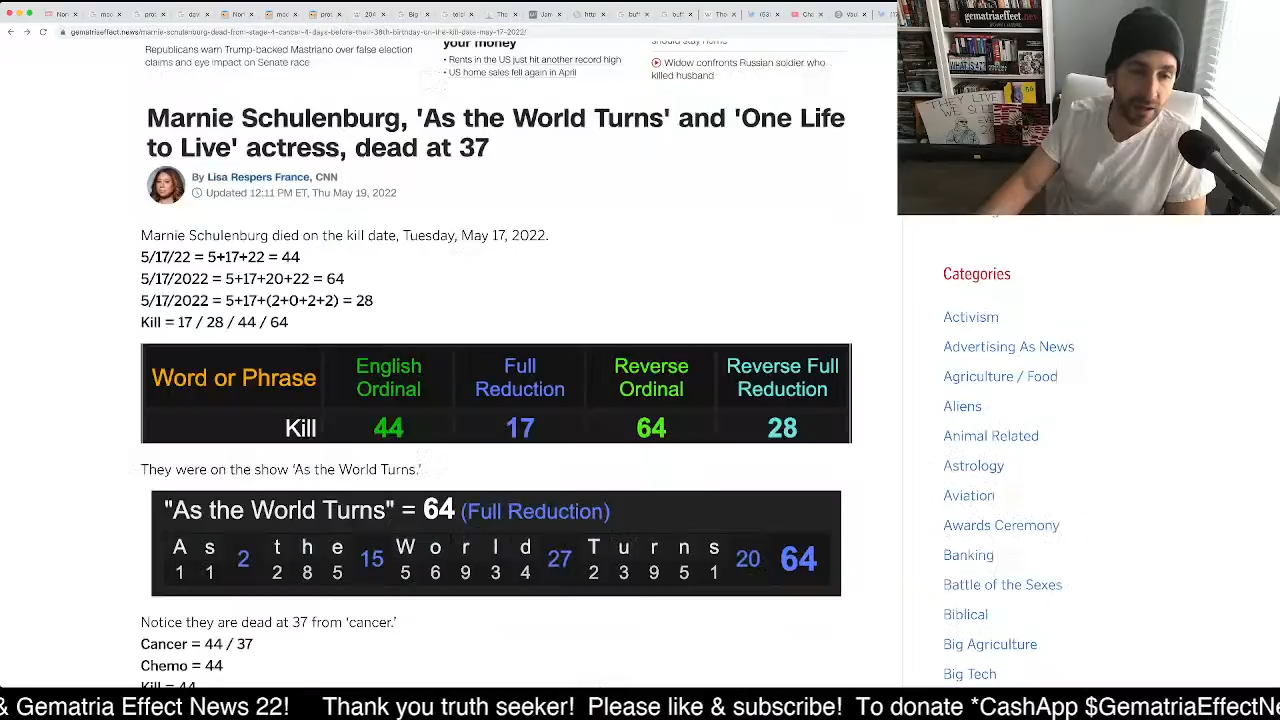 gematriaeffect.news
Republicans
claims and eye impact on Senate race
your money
• Rents in the US just hit another record high
• US home sales fell again in April
should stay home
Widow confronts Russian soldier who
killed husband
Marnie Schulenburg, 'As the World Turns' and 'One Life
to Live' actress, dead at 37
By Lisa Respers France, CNN
Updated 12:11 PM ET, Thu May 19, 2022
THEY LIVE
WE SLEEP
Marnie Schulenburg died on the kill date, Tuesday, May 17, 2022.
5/17/22 = 5+17+22 = 44
5/17/2022 = 5+17+20+22 = 64
5/17/2022 = 5+17+(2+0+2+2) = 28
Kill = 17 / 28 / 44 / 64
Word or Phrase English Ordinal Full Reduction Reverse Ordinal Reverse Full Reduction
Kill 44 17 64 28
They were on the show 'As the World Turns.'
"As the World Turns" = 64 (Full Reduction)
A s 2 t h e 15 W o r l d 27 T u r n s 20 64
1 1 2 8 5 5 6 9 3 4 2 3 9 5 1
Notice they are dead at 37 from 'cancer.'
Cancer = 44 / 37
Chemo = 44
Kill = 44
Categories
Activism
Advertising As News
Agriculture / Food
Aliens
Animal Related
Astrology
Aviation
Awards Ceremony
Banking
Battle of the Sexes
Biblical
Big Agriculture
Big Tech
& Gematria Effect News 22! Thank you truth seeker! Please like & subscribe! To donate *CashApp $GematriaEffectNe